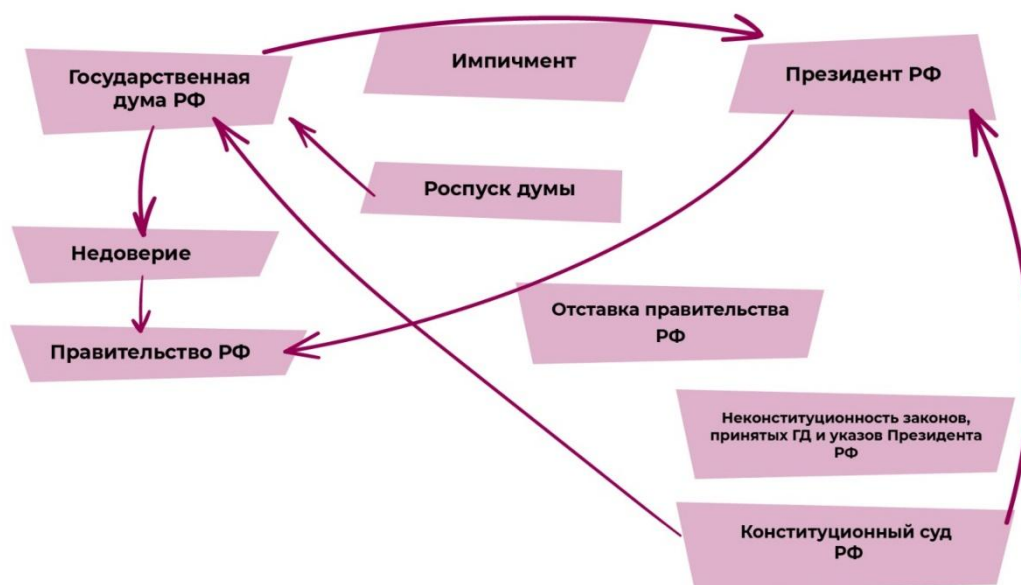 Государственная
дума РФ
Импичмент
Президент РФ
Роспуск думы
Недоверие
Отставка правительства
РФ
Правительство РФ
Неконституционность законов,
принятых ГД и указов Президента
РФ
Конституционный суд
РФ